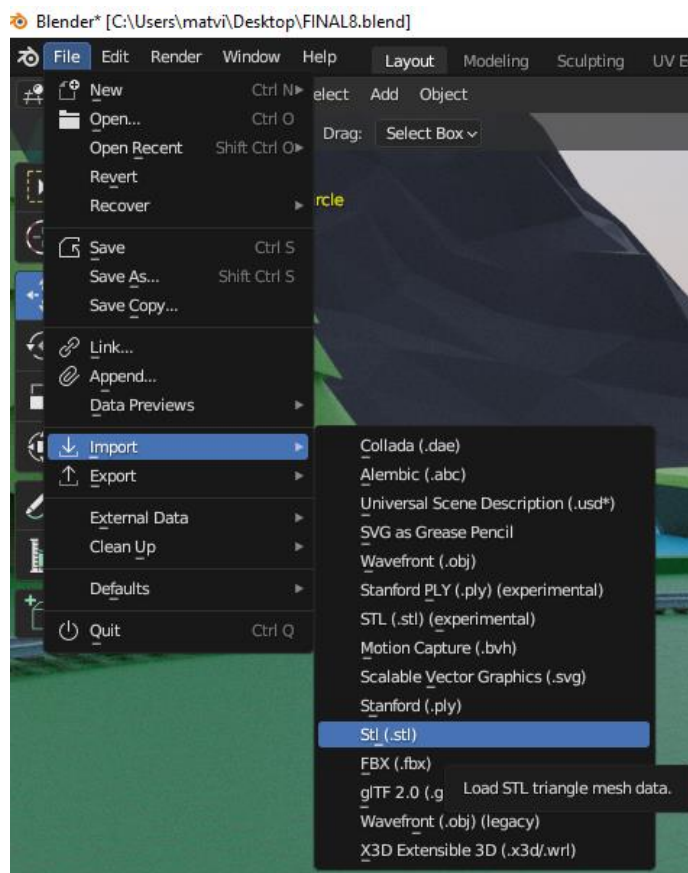 Blender* [C:\Users\matvi\Desktop\FINAL8.blend]
File Edit Render Window Help Layout Modeling Sculpting UV E
New Ctrl N
elect Add Object
Open... Ctrl O
Drag: Select Box
Open Recent Shift Ctrl O
Revert
rcle
Recover
Save Ctrl S
Save As... Shift Ctrl S
Save Copy...
Link...
Append...
Data Previews
Import
Export
External Data
Clean Up
Defaults
Quit Ctrl Q
Collada (.dae)
Alembic (.abc)
Universal Scene Description (.usd*)
SVG as Grease Pencil
Wavefront (.obj)
Stanford PLY (.ply) (experimental)
STL (.stl) (experimental)
Motion Capture (.bvh)
Scalable Vector Graphics (.svg)
Stanford (.ply)
Stl (.stl)
FBX (.fbx)
glTF 2.0 (.g
Load STL triangle mesh data.
Wavefront (.obj) (legacy)
X3D Extensible 3D (.x3d/.wrl)